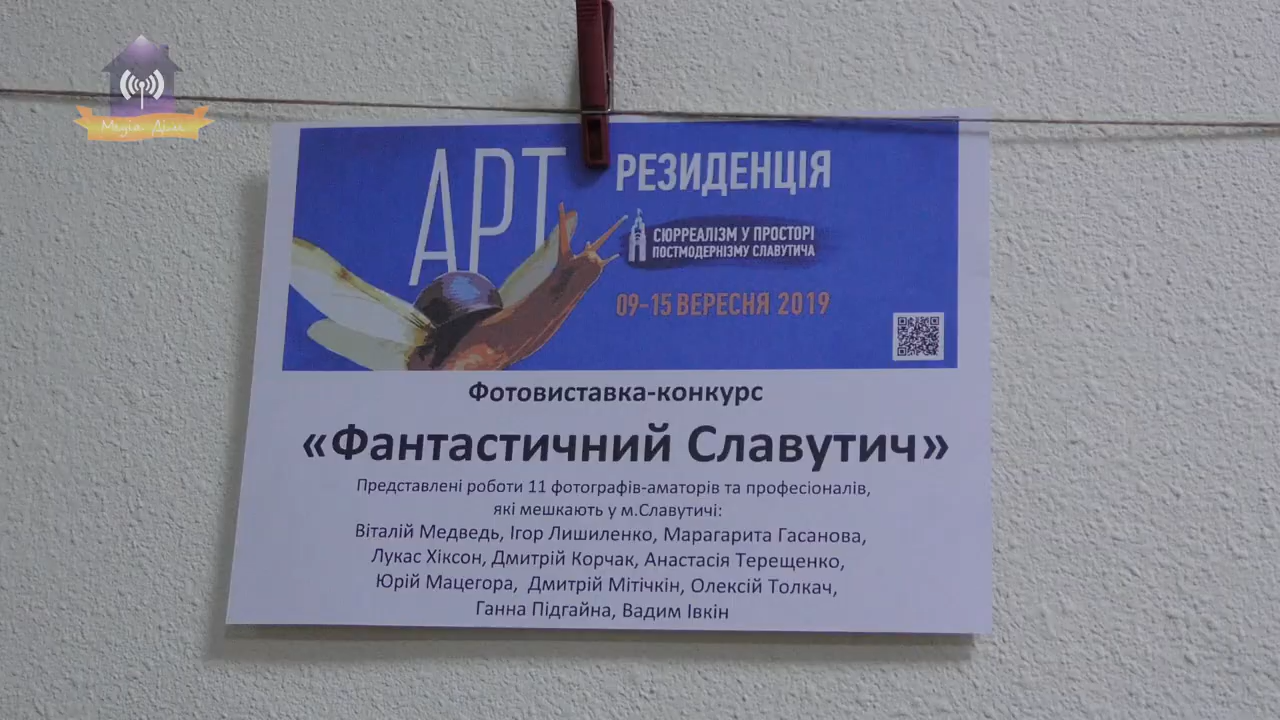 Медіа Дім
АРТ РЕЗИДЕНЦІЯ
СЮРРЕАЛІЗМ У ПРОСТОРІ
ПОСТМОДЕРНІЗМУ СЛАВУТИЧА
09-15 ВЕРЕСНЯ 2019
Фотовиставка-конкурс
«Фантастичний Славутич»
Представлені роботи 11 фотографів-аматорів та професіоналів,
які мешкають у м.Славутичі:
Віталій Медведь, Ігор Лишиленко, Марагарита Гасанова,
Лукас Хіксон, Дмитрій Корчак, Анастасія Терещенко,
Юрій Мацегора, Дмитрій Мітічкін, Олексій Толкач,
Ганна Підгайна, Вадим Івкін